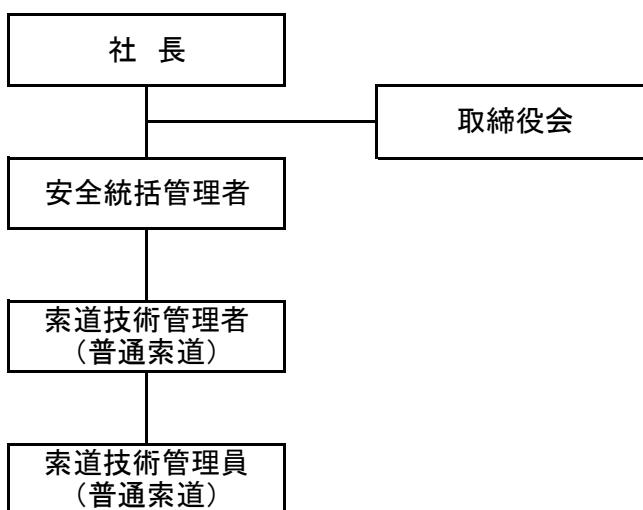 社 長
取締役会
安全統括管理者
索道技術管理者
（普通索道）
索道技術管理員
（普通索道）